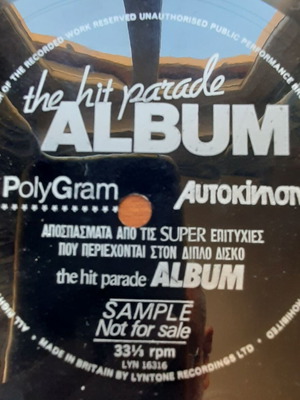 OF THE RECORDED WORK RESERVED UNAUTHORISED PUBLIC PERFORMANCE
the hit parade
ALBUM
PolyGram
ΑΠΟΣΠΑΣΜΑΤΑ ΑΠΟ ΤΙΣ SUPER ΕΠΙΤΥΧΙΕΣ
ΠΟΥ ΠΕΡΙΕΧΟΝΤΑΙ ΣΤΟΝ ΔΙΠΛΟ ΔΙΣΚΟ
the hit parade ALBUM
SAMPLE
Not for sale
33⅓ rpm
LYN 16316
MADE IN BRITAIN BY LYNTONE RECORDINGS LTD